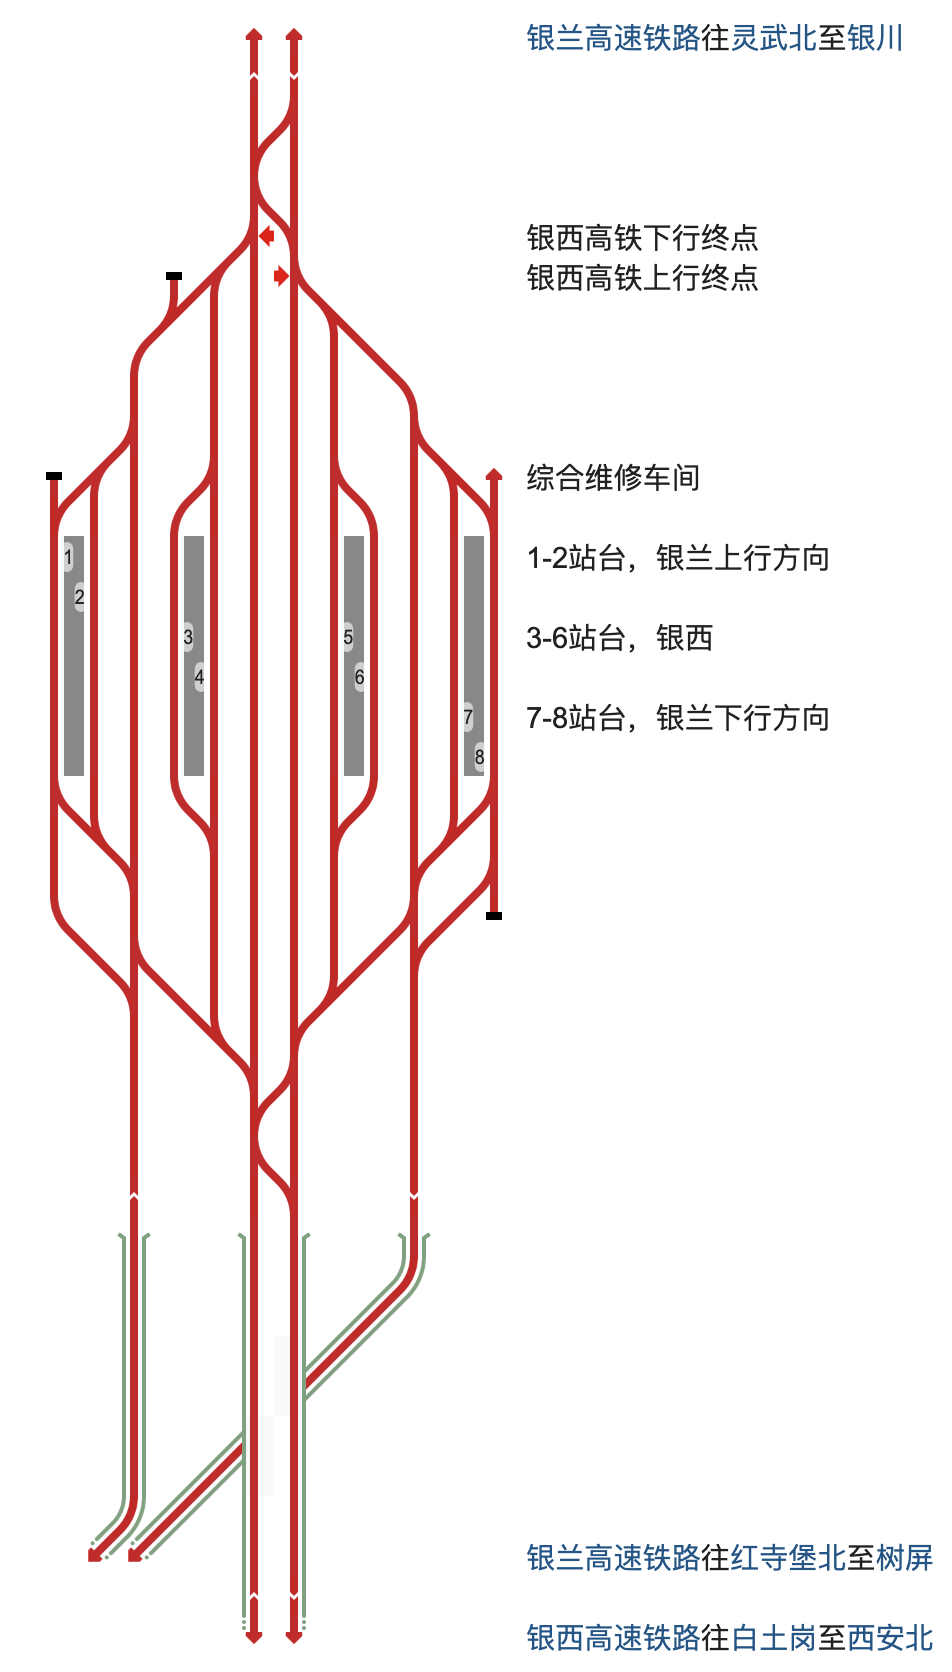 银兰高速铁路往灵武北至银川
银西高铁下行终点
银西高铁上行终点
综合维修车间
1
1-2站台，银兰上行方向
2
3
5
3-6站台，银西
4
6
7
7-8站台，银兰下行方向
8
银兰高速铁路往红寺堡北至树屏
银西高速铁路往白土岗至西安北